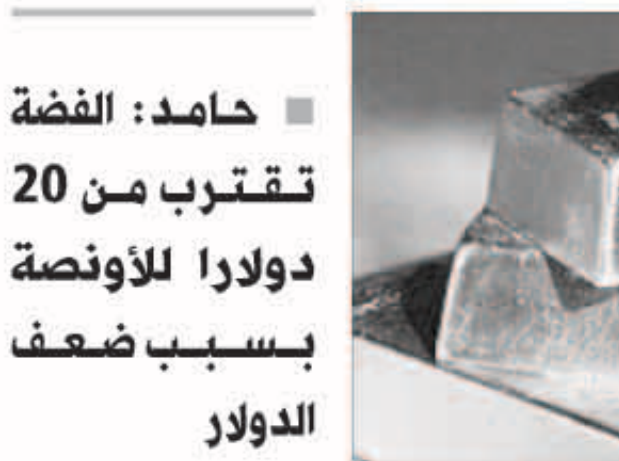 ■ حامد: الفضة
تقترب من 20
دولارا للأونصة
بسبب ضعف
الدولار